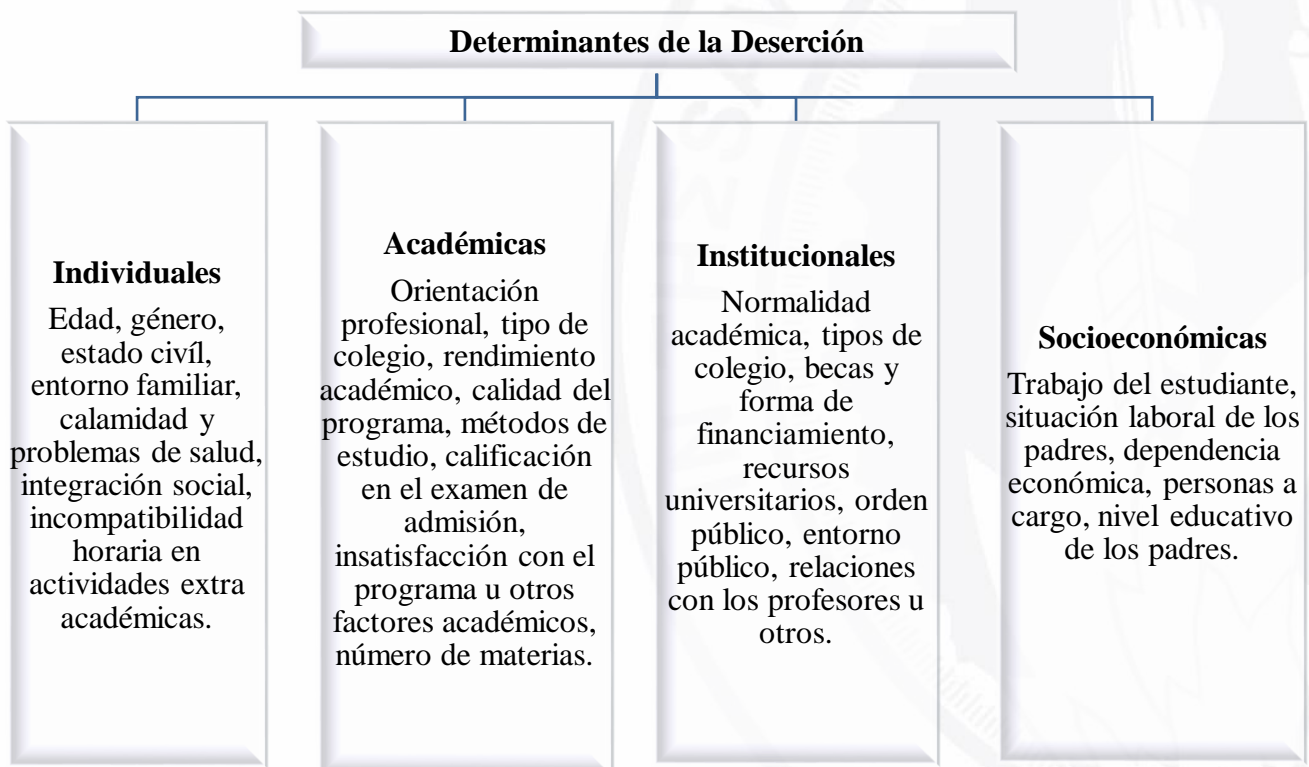 Determinantes de la Deserción
Individuales
Edad, género,
estado civíl,
entorno familiar,
calamidad y
problemas de salud,
integración social,
incompatibilidad
horaria en
actividades extra
académicas.
Académicas
Orientación
profesional, tipo de
colegio, rendimiento
académico, calidad del
programa, métodos de
estudio, calificación
en el examen de
admisión,
insatisfacción con el
programa u otros
factores académicos,
número de materias.
Institucionales
Normalidad
académica, tipos de
colegio, becas y
forma de
financiamiento,
recursos
universitarios, orden
público, entorno
público, relaciones
con los profesores u
otros.
Socioeconómicas
Trabajo del estudiante,
situación laboral de los
padres, dependencia
económica, personas a
cargo, nivel educativo
de los padres.